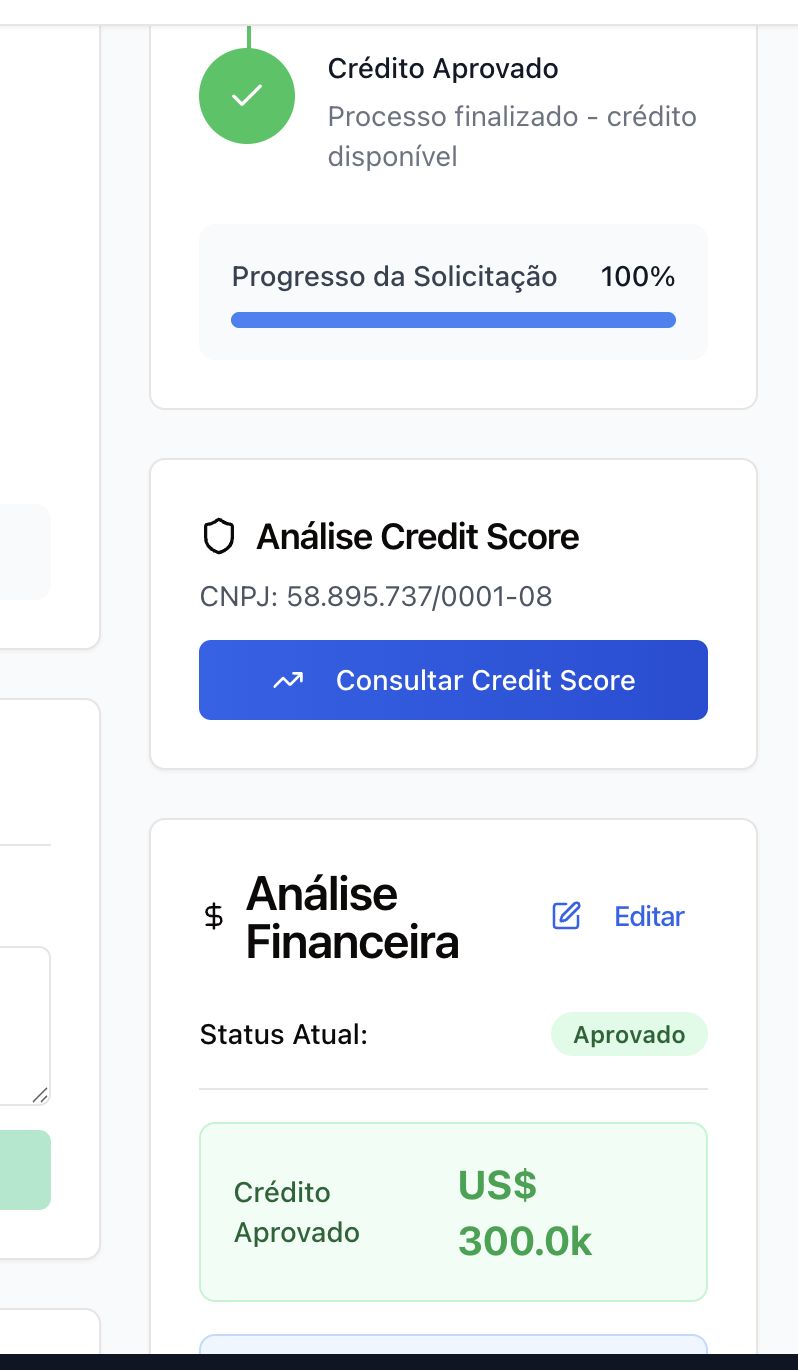 Crédito Aprovado
Processo finalizado - crédito
disponível
Progresso da Solicitação 100%
Análise Credit Score
CNPJ: 58.895.737/0001-08
Consultar Credit Score
$ Análise
Financeira
Editar
Status Atual: Aprovado
Crédito
Aprovado
US$
300.0k